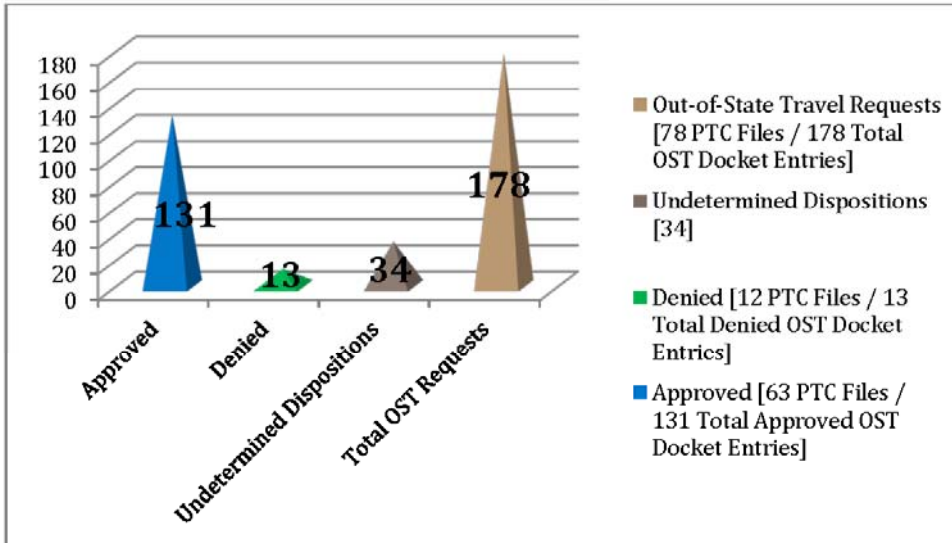 180
160
140
120
100
80
60
40
20
0
131
13
34
178
Approved
Denied
Undetermined Dispositions
Total OST Requests
Out-of-State Travel Requests
[78 PTC Files / 178 Total
OST Docket Entries]
Undetermined Dispositions
[34]
Denied [12 PTC Files / 13
Total Denied OST Docket
Entries]
Approved [63 PTC Files /
131 Total Approved OST
Docket Entries]